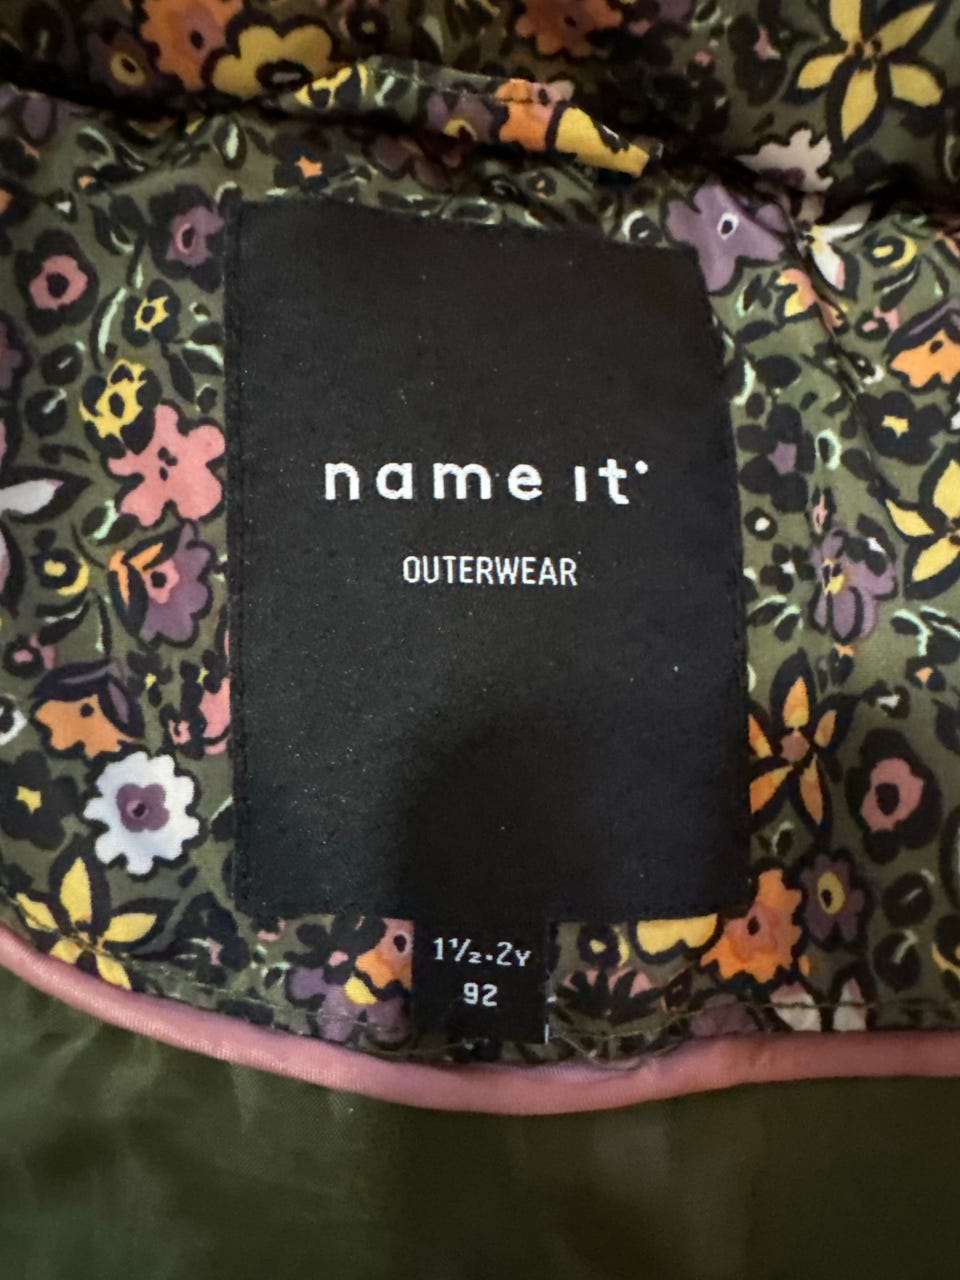 name it
OUTERWEAR
1½-2Y
92